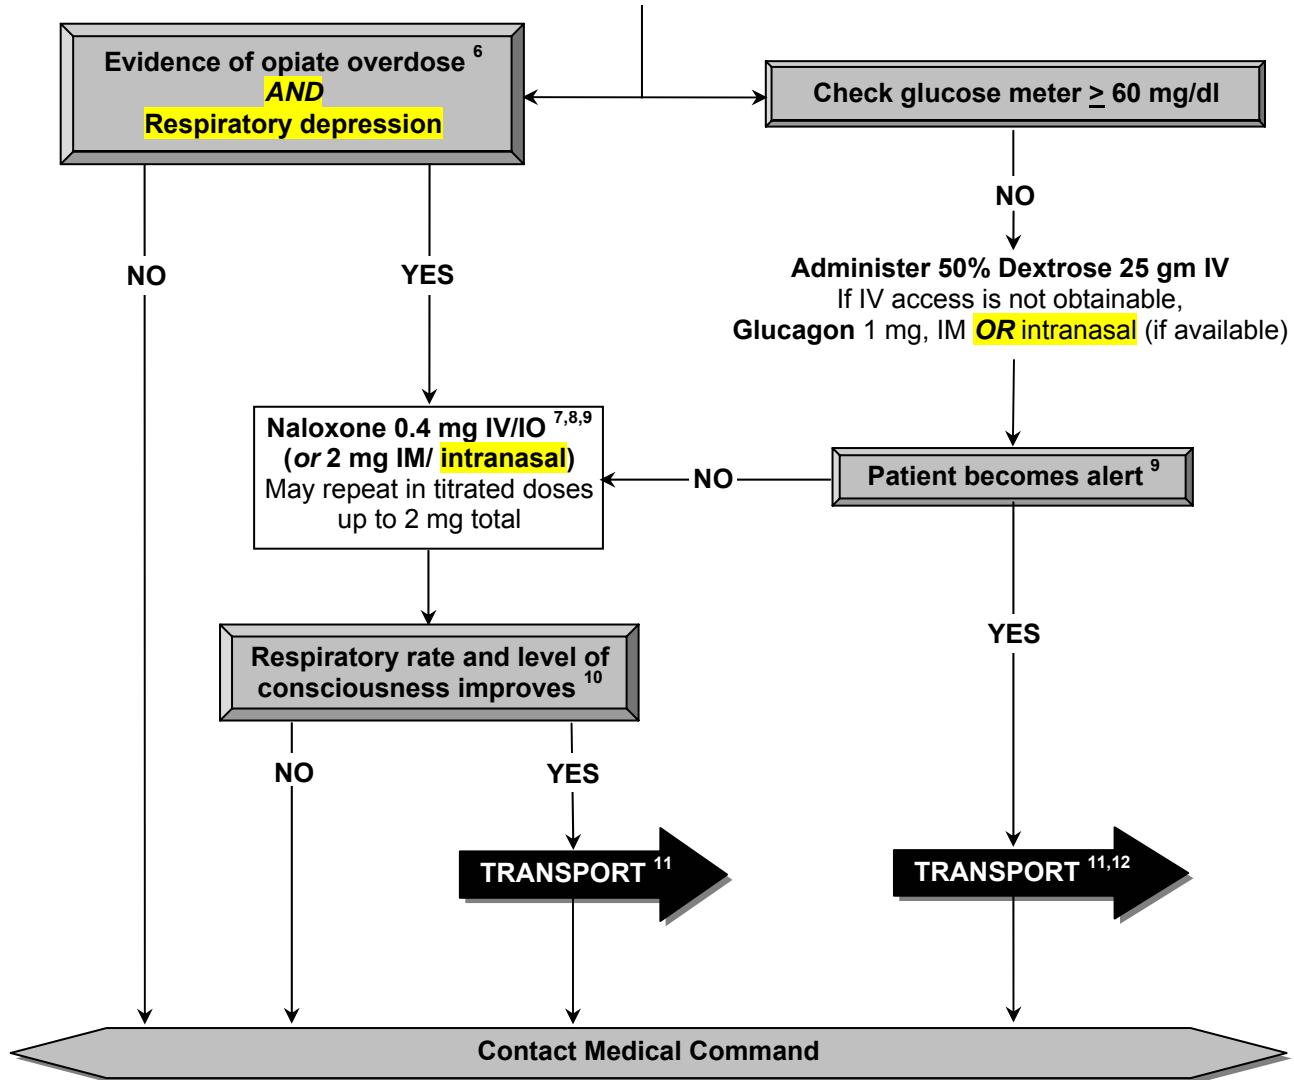 Evidence of opiate overdose 6
AND
Respiratory depression
Check glucose meter > 60 mg/dl
NO
NO
YES
Administer 50% Dextrose 25 gm IV
If IV access is not obtainable,
Glucagon 1 mg, IM OR intranasal (if available)
Naloxone 0.4 mg IV/IO 7,8,9
(or 2 mg IM/ intranasal)
May repeat in titrated doses
up to 2 mg total
NO
Patient becomes alert 9
YES
Respiratory rate and level of
consciousness improves 10
NO
YES
TRANSPORT 11
TRANSPORT 11,12
Contact Medical Command